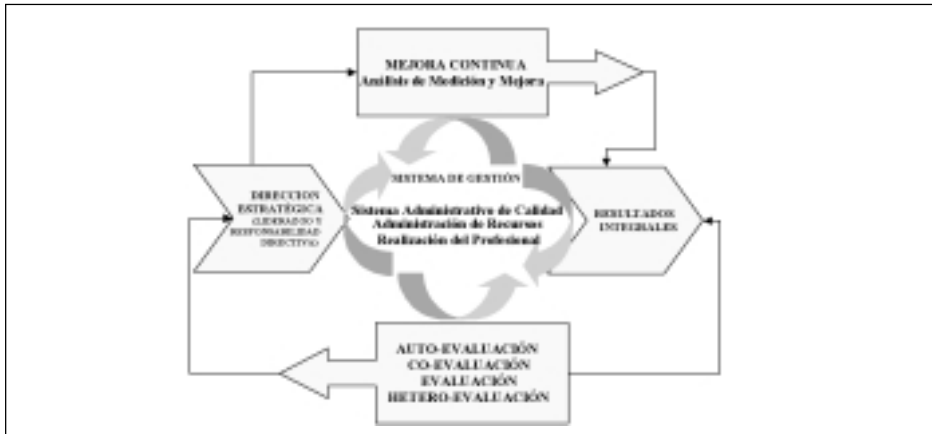 MEJORA CONTINUA
Análisis de Medición y Mejora
SISTEMA DE GESTIÓN
DIRECCION
ESTRATÉGICA
(LIDERAZGO Y
RESPONSABILIDAD
DIRECTIVA)
Sistema Administrativo de Calidad
Administración de Recursos
Realización del Profesional
RESULTADOS
INTEGRALES
AUTO-EVALUACIÓN
CO-EVALUACIÓN
EVALUACIÓN
HETERO-EVALUACIÓN